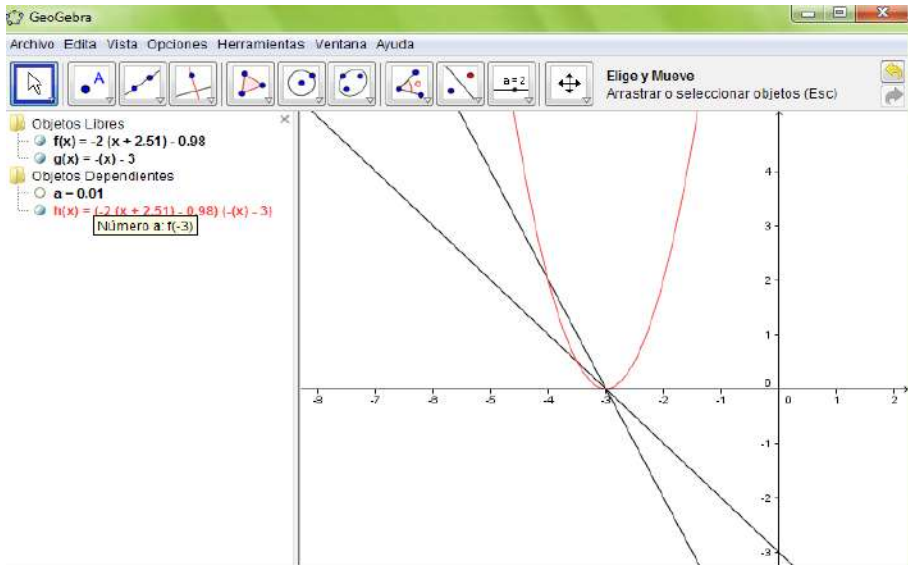 GeoGebra
Archivo Edita Vista Opciones Herramientas Ventana Ayuda
A
a=2
Elige y Mueve
Arrastrar o seleccionar objetos (Esc)
Objetos Libres
f(x) = -2 (x + 2.51) - 0.98
g(x) = -(x) - 3
Objetos Dependientes
a = 0.01
h(x) = (-2 (x + 2.51) - 0.98) (-(x) - 3)
Número a: f(-3)
4
3
2
1
0
-8 -7 -6 -5 -4 -3 -2 -1 0 1 2
-1
-2
-3